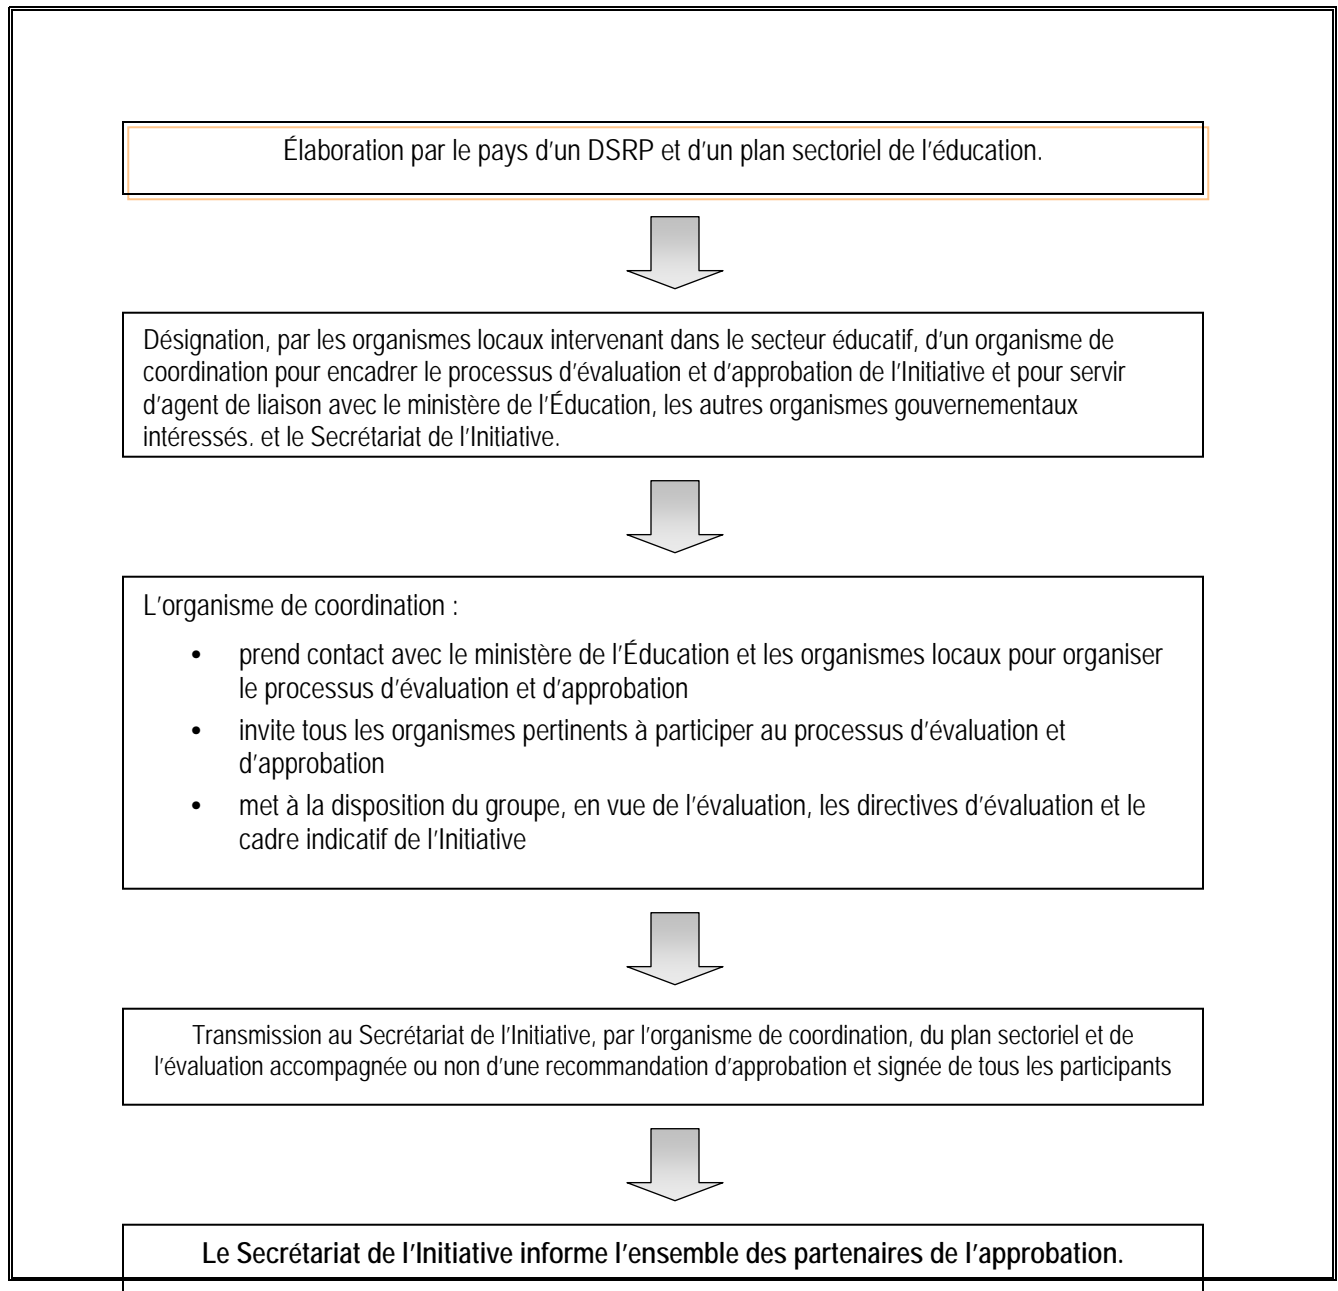 Élaboration par le pays d’un DSRP et d’un plan sectoriel de l’éducation.
Désignation, par les organismes locaux intervenant dans le secteur éducatif, d’un organisme de
coordination pour encadrer le processus d’évaluation et d’approbation de l’Initiative et pour servir
d’agent de liaison avec le ministère de l’Éducation, les autres organismes gouvernementaux
intéressés, et le Secrétariat de l’Initiative.
L’organisme de coordination :
• prend contact avec le ministère de l’Éducation et les organismes locaux pour organiser
le processus d’évaluation et d’approbation
• invite tous les organismes pertinents à participer au processus d’évaluation et
d’approbation
• met à la disposition du groupe, en vue de l’évaluation, les directives d’évaluation et le
cadre indicatif de l’Initiative
Transmission au Secrétariat de l’Initiative, par l’organisme de coordination, du plan sectoriel et de
l’évaluation accompagnée ou non d’une recommandation d’approbation et signée de tous les participants
Le Secrétariat de l’Initiative informe l’ensemble des partenaires de l’approbation.